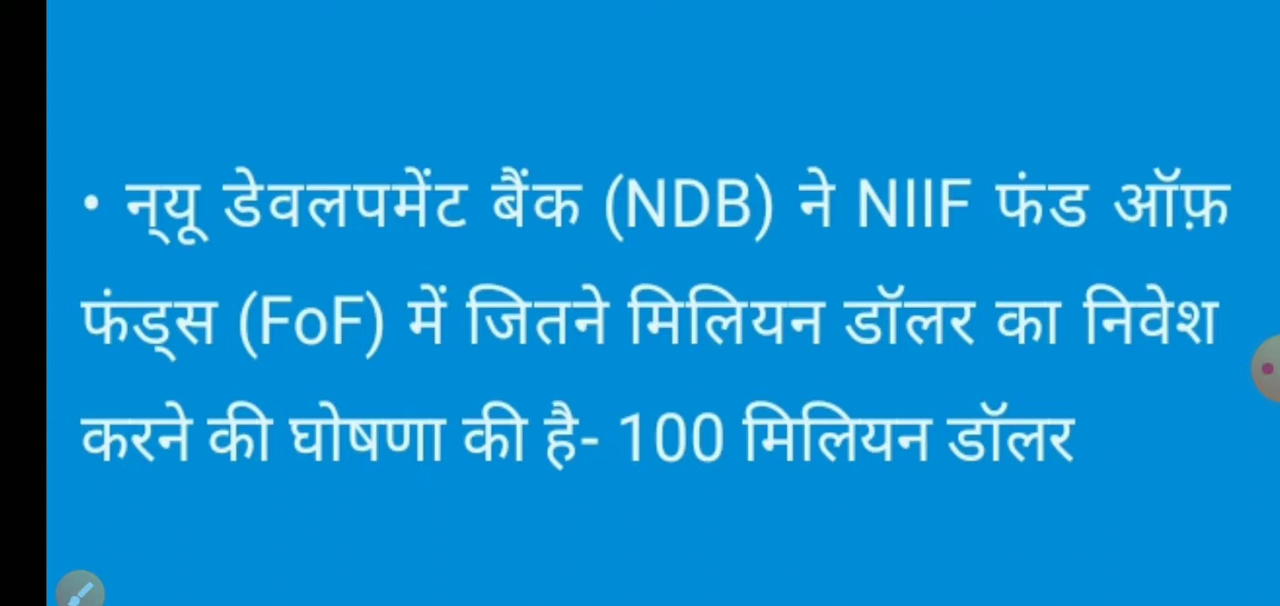 • न्यू डेवलपमेंट बैंक (NDB) ने NIIF फंड ऑफ़
फंड्स (FoF) में जितने मिलियन डॉलर का निवेश
करने की घोषणा की है- 100 मिलियन डॉलर